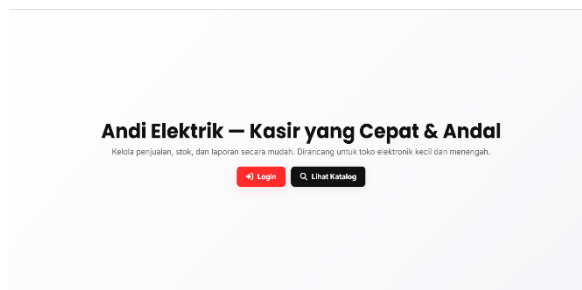 Andi Elektrik — Kasir yang Cepat & Andal
Kelola penjualan, stok, dan laporan secara mudah. Dirancang untuk toko elektronik kecil dan menengah.
Login
Lihat Katalog